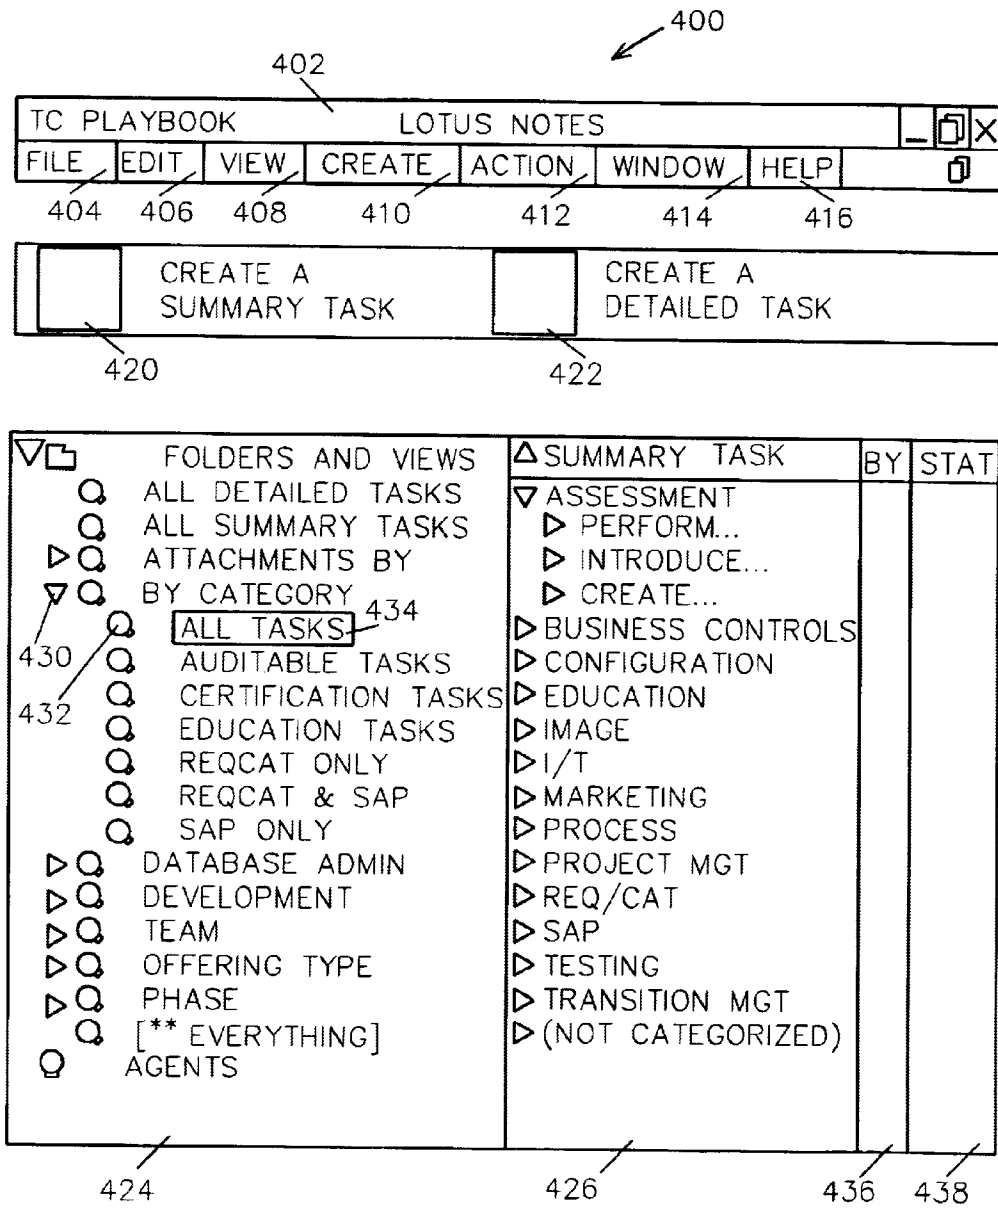 400
402
TC PLAYBOOK LOTUS NOTES
FILE EDIT VIEW CREATE ACTION WINDOW HELP
404 406 408 410 412 414 416
CREATE A
SUMMARY TASK
CREATE A
DETAILED TASK
420 422
FOLDERS AND VIEWS
ALL DETAILED TASKS
ALL SUMMARY TASKS
ATTACHMENTS BY
BY CATEGORY
434
ALL TASKS
430
AUDITABLE TASKS
CERTIFICATION TASKS
432
EDUCATION TASKS
REQCAT ONLY
REQCAT & SAP
SAP ONLY
DATABASE ADMIN
DEVELOPMENT
TEAM
OFFERING TYPE
PHASE
[** EVERYTHING]
AGENTS
SUMMARY TASK BY STAT
ASSESSMENT
PERFORM...
INTRODUCE...
CREATE...
BUSINESS CONTROLS
CONFIGURATION
EDUCATION
IMAGE
I/T
MARKETING
PROCESS
PROJECT MGT
REQ/CAT
SAP
TESTING
TRANSITION MGT
(NOT CATEGORIZED)
424 426 436 438